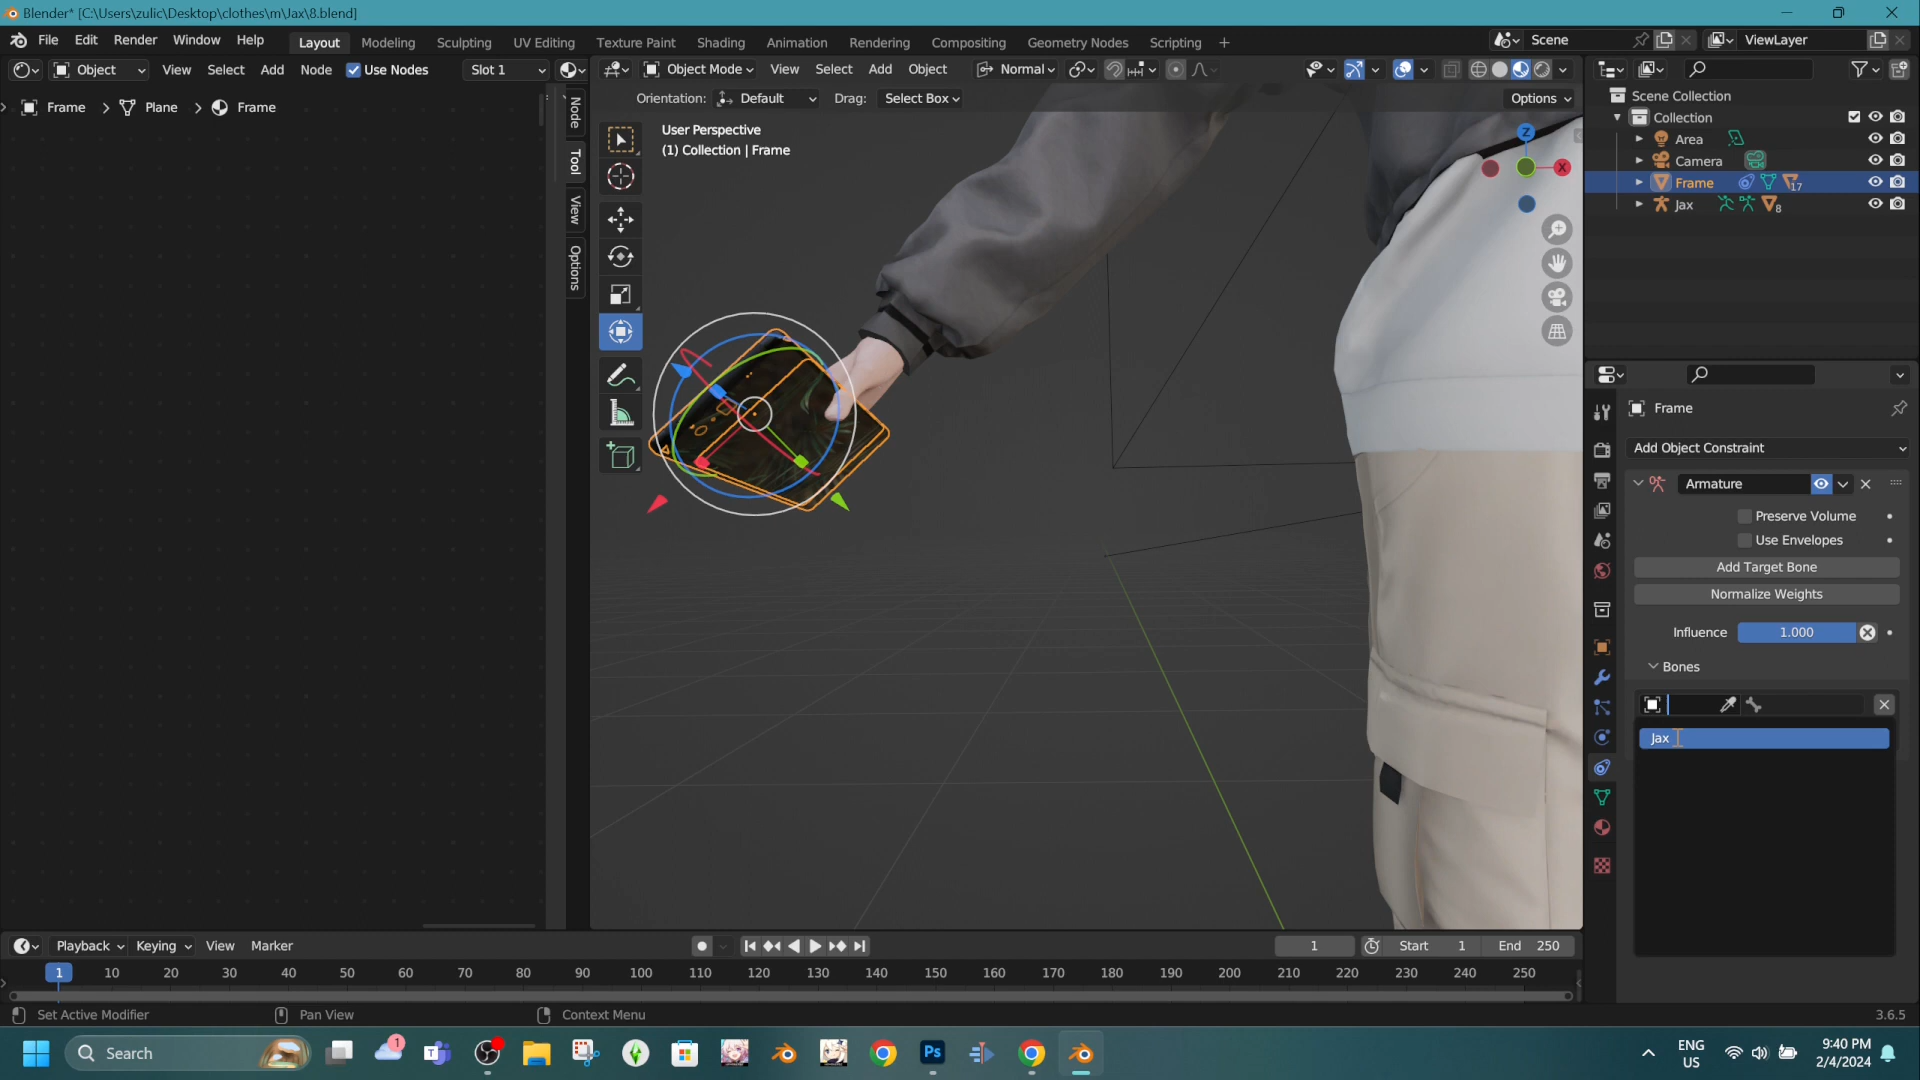 Blender* [C:\Users\zulic\Desktop\clothes\m\Jax\8.blend]
File Edit Render Window Help Layout Modeling Sculpting UV Editing Texture Paint Shading Animation Rendering Compositing Geometry Nodes Scripting + Scene ViewLayer
Object View Select Add Node Use Nodes Slot 1 Object Mode View Select Add Object Normal
Orientation: Default Drag: Select Box Options
Frame > Plane > Frame
Node
Tool
View
Options
User Perspective
(1) Collection | Frame
Z
X
Scene Collection
Collection
Area
Camera
Frame 17
Jax 8
Frame
Add Object Constraint
Armature
Preserve Volume
Use Envelopes
Add Target Bone
Normalize Weights
Influence 1.000
Bones
Jax
Playback Keying View Marker 1 Start 1 End 250
1 10 20 30 40 50 60 70 80 90 100 110 120 130 140 150 160 170 180 190 200 210 220 230 240 250
Set Active Modifier Pan View Context Menu 3.6.5
Search 1 Ps ENG US 9:40 PM 2/4/2024